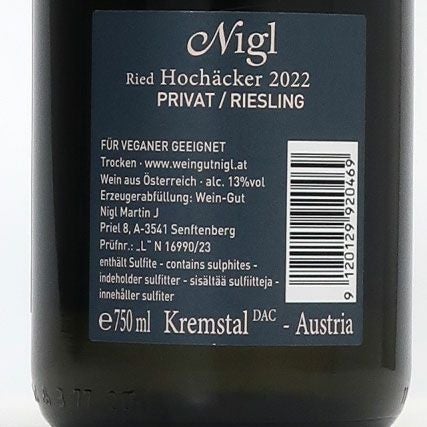 Nigl
Ried Hochäcker 2022
PRIVAT / RIESLING
FÜR VEGANER GEEIGNET
Trocken · www.weingutnigl.at
Wein aus Österreich · alc. 13%vol
Erzeugerabfüllung: Wein-Gut
Nigl Martin J
Priel 8, A-3541 Senftenberg
Prüfnr.: „L“ N 16990/23
enthält Sulfite - contains sulphites -
indeholder sulfitter - sisältää sulfiitteja -
innehåller sulfiter
9 120129 920469
℮750 ml Kremstal DAC - Austria